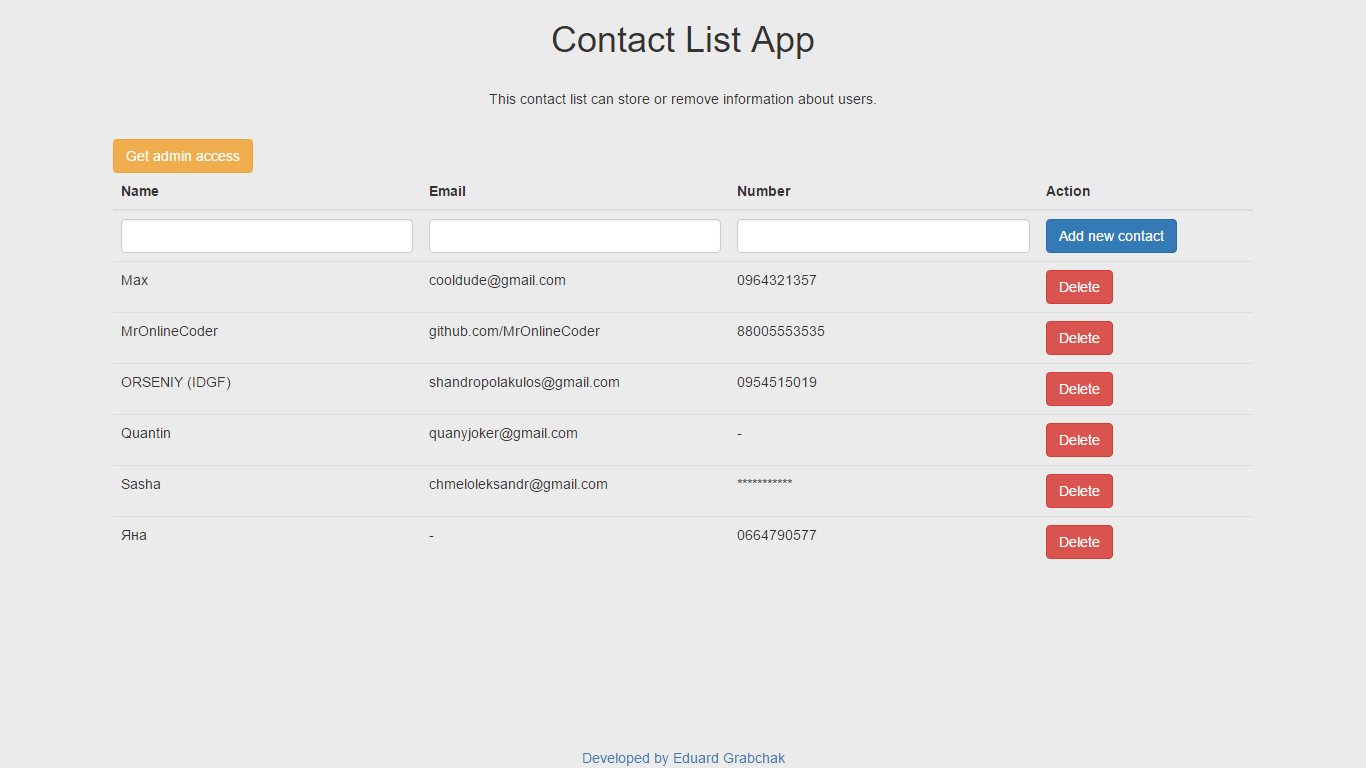 Contact List App
This contact list can store or remove information about users.
Get admin access
Name Email Number Action
Add new contact
Max cooldude@gmail.com 0964321357 Delete
MrOnlineCoder github.com/MrOnlineCoder 88005553535 Delete
ORSENIY (IDGF) shandropolakulos@gmail.com 0954515019 Delete
Quantin quanyjoker@gmail.com - Delete
Sasha chmeloleksandr@gmail.com *********** Delete
Яна - 0664790577 Delete
Developed by Eduard Grabchak